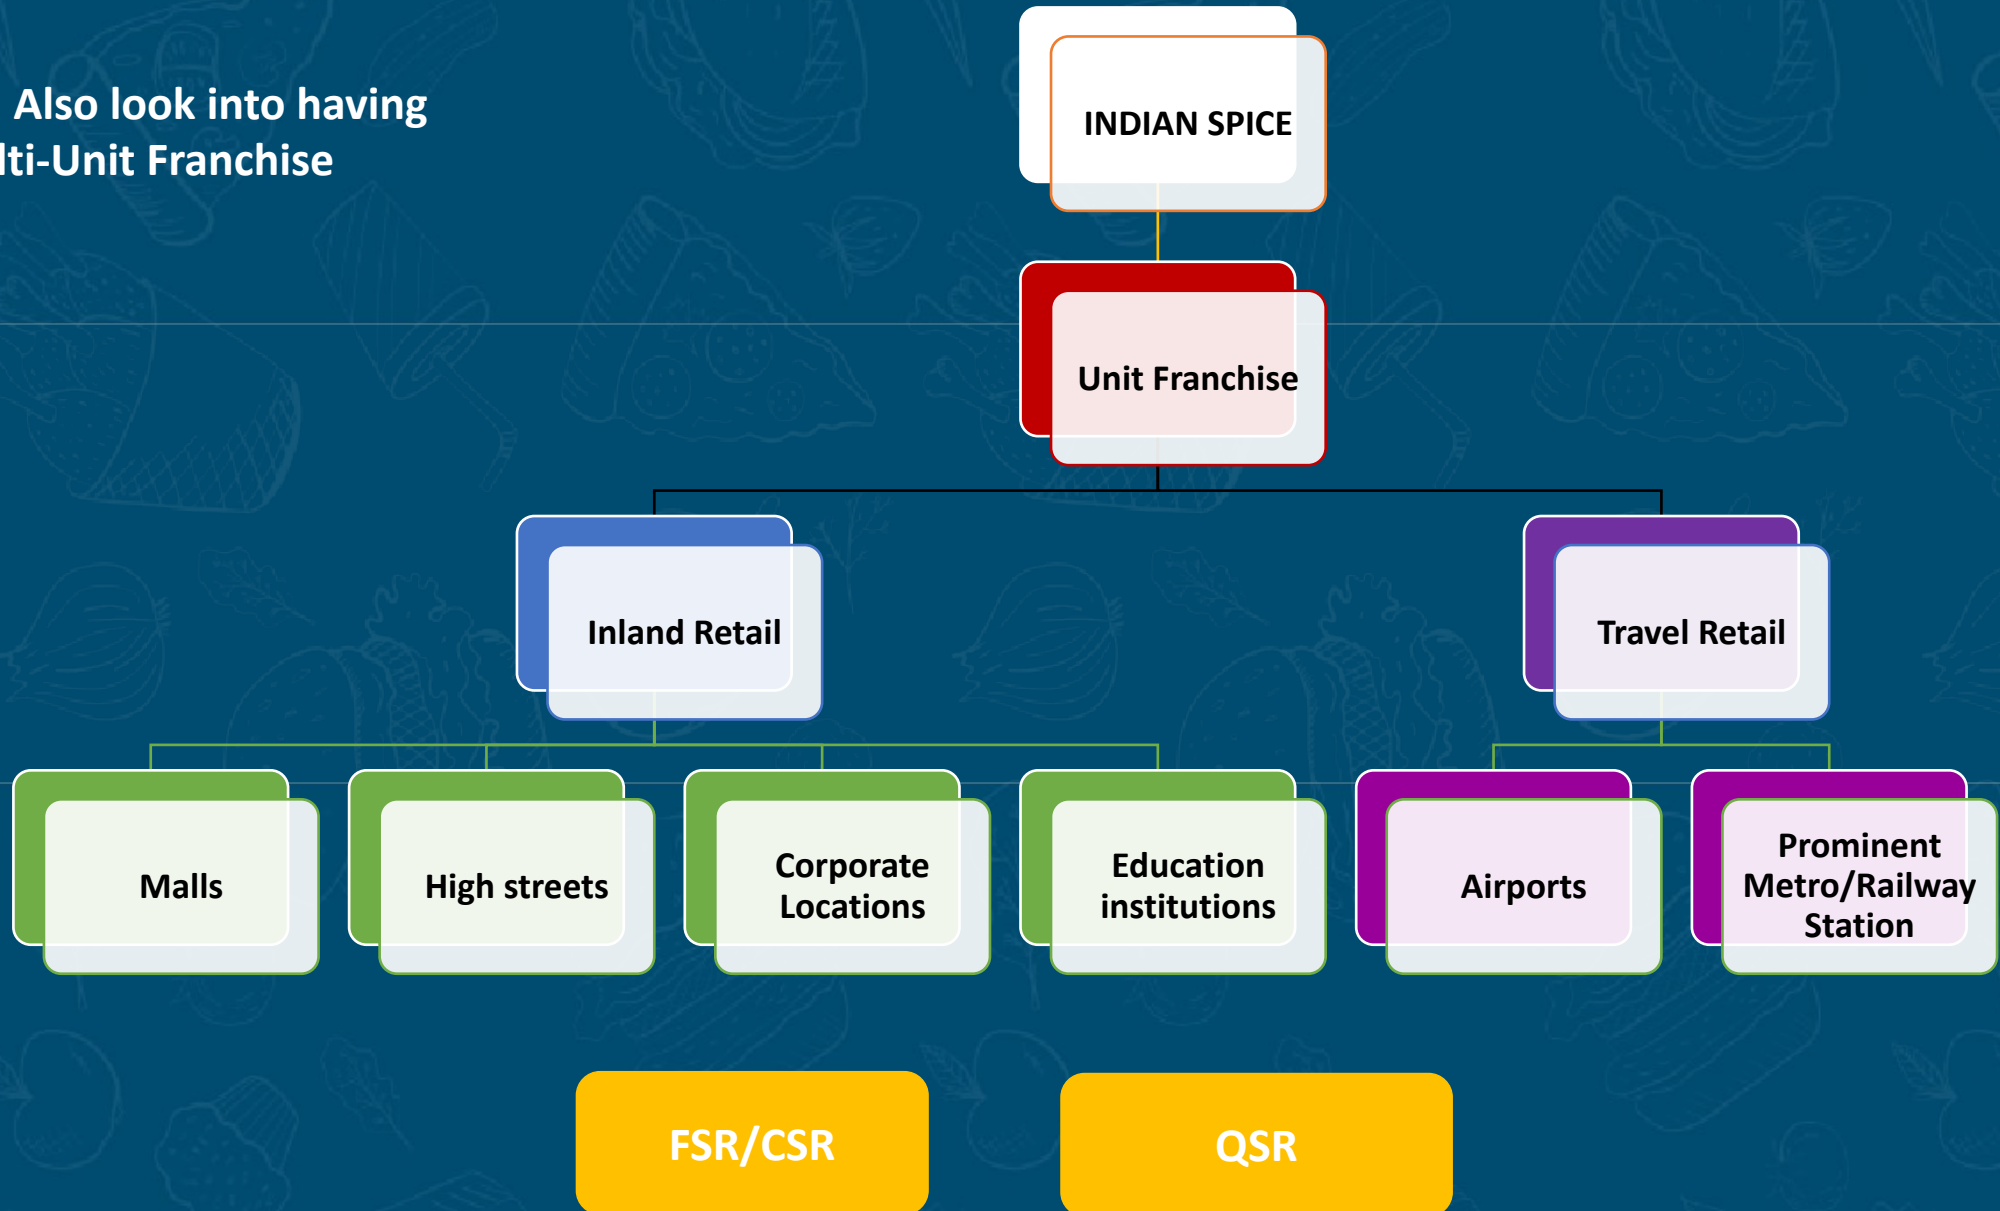 Also look into having
lti-Unit Franchise
INDIAN SPICE
Unit Franchise
Inland Retail
Travel Retail
Malls
High streets
Corporate
Locations
Education
institutions
Airports
Prominent
Metro/Railway
Station
FSR/CSR
QSR